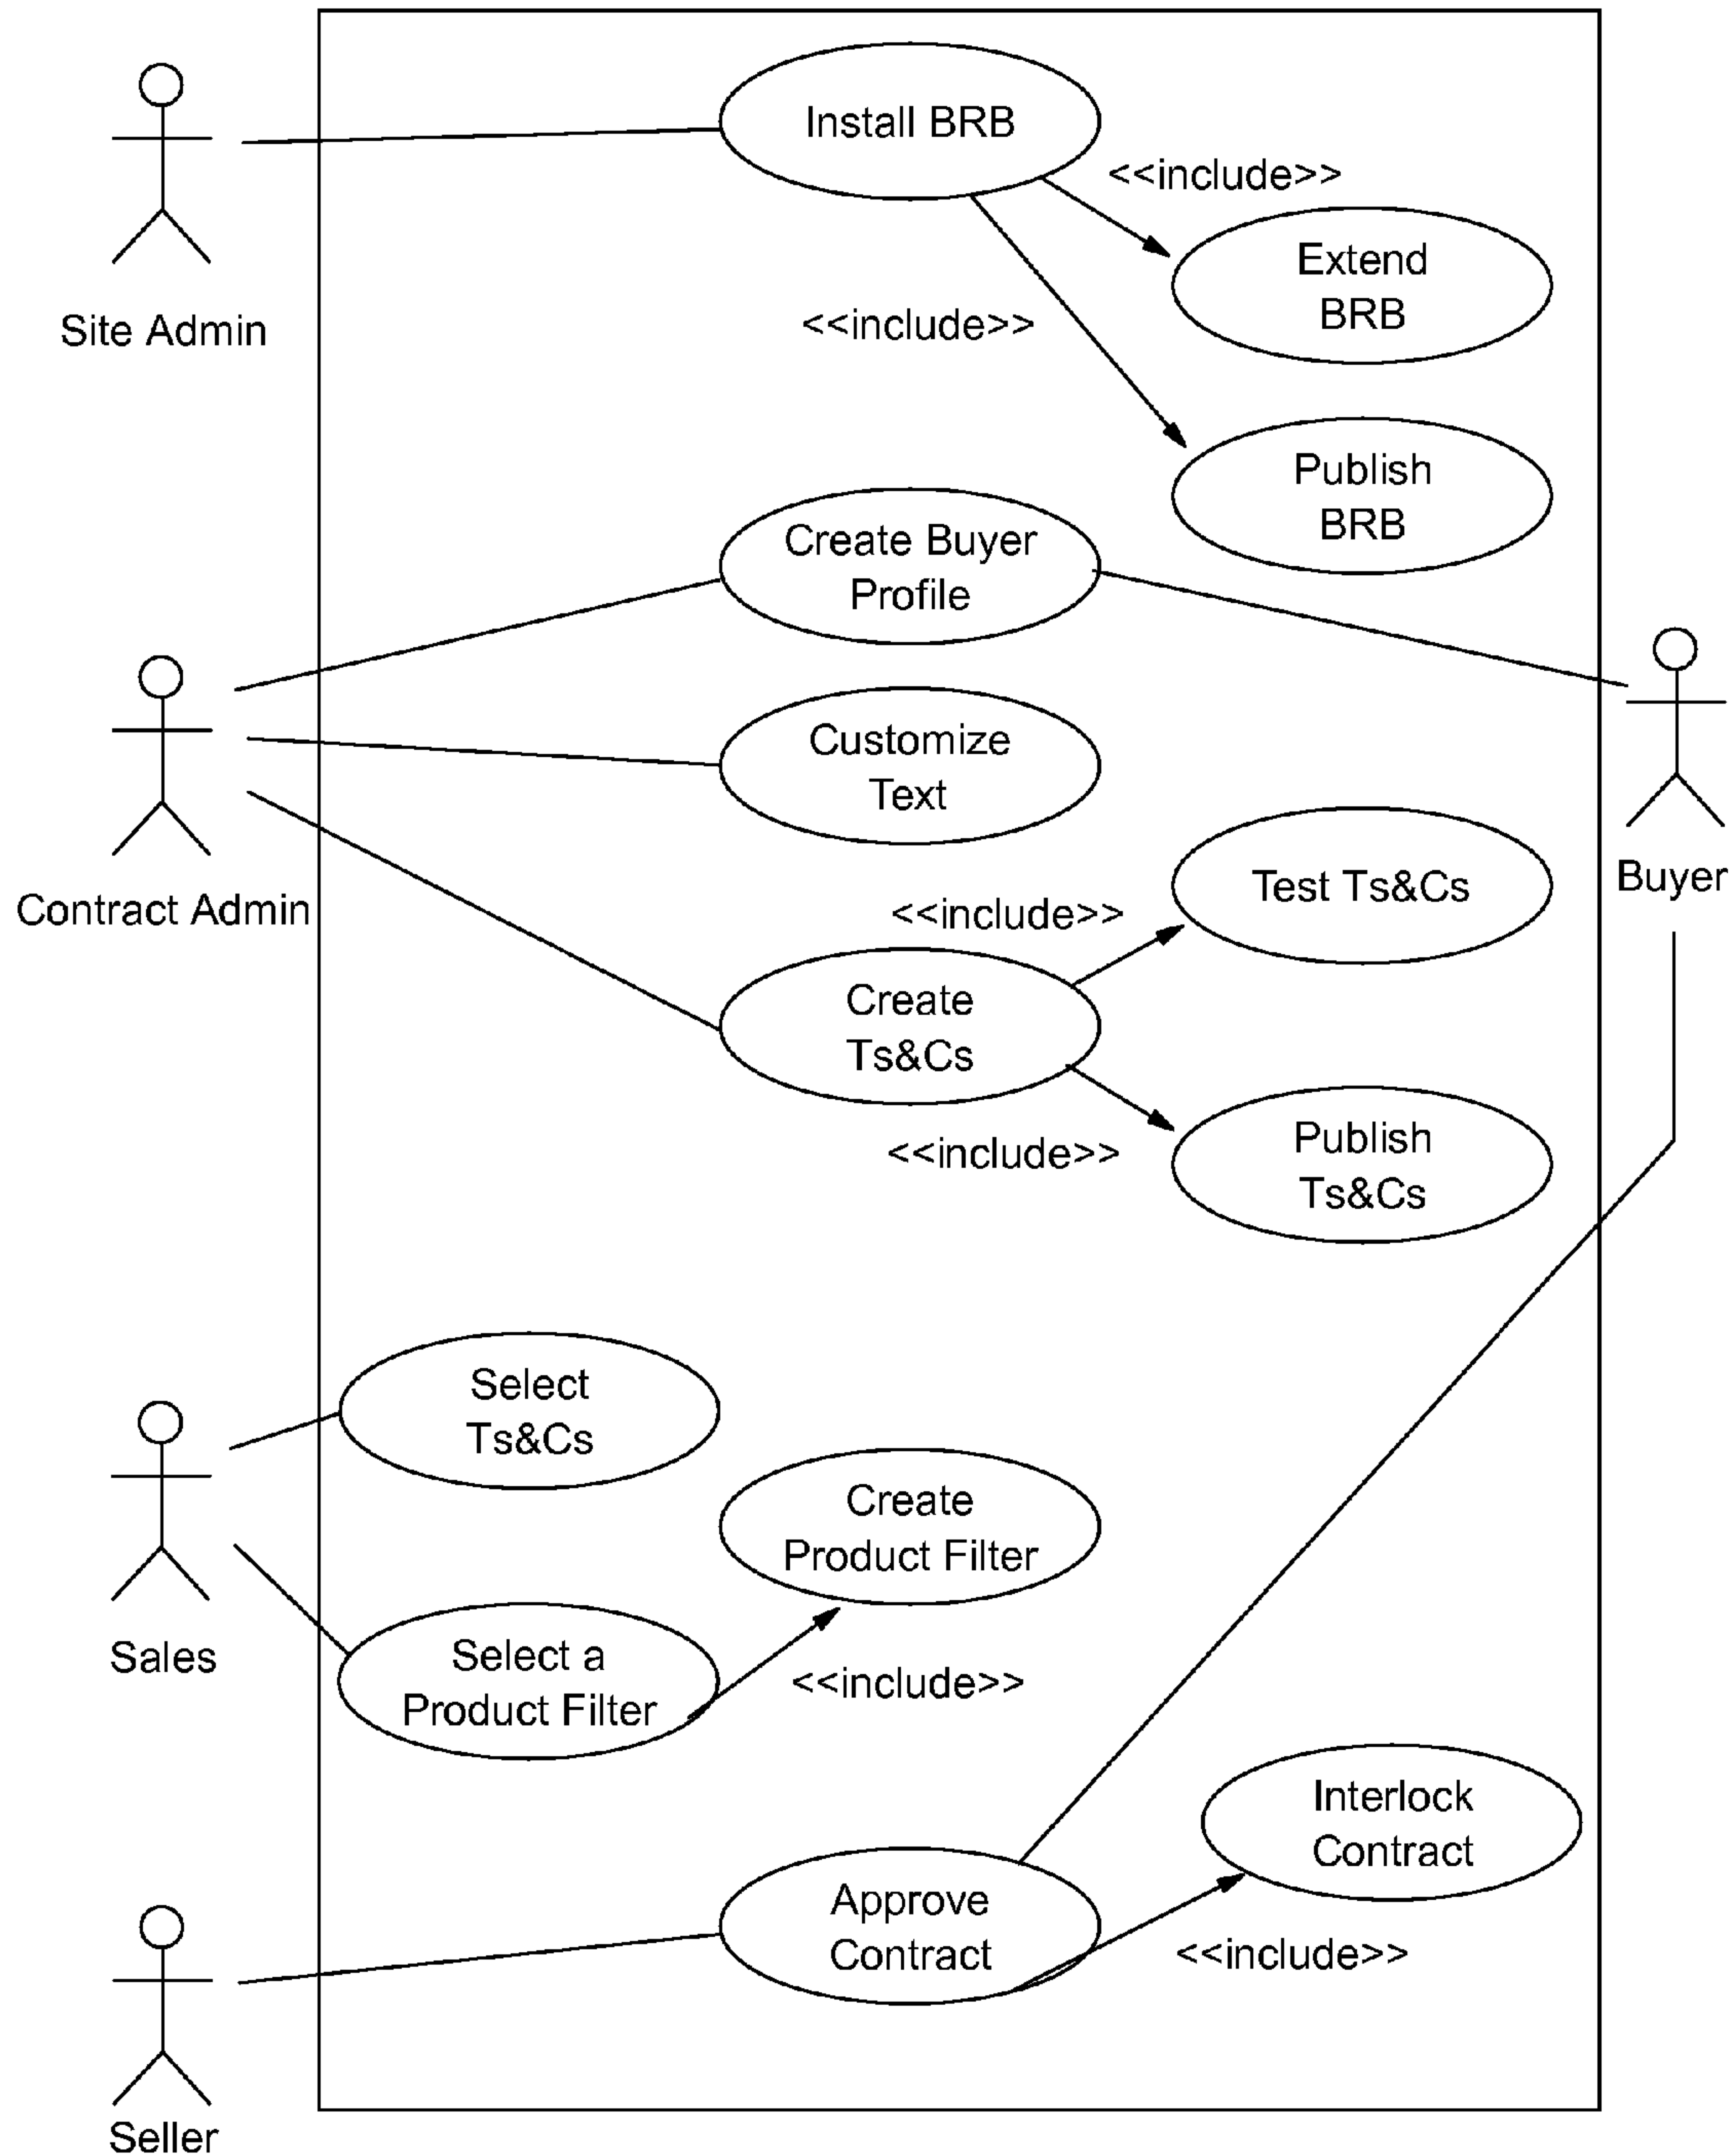 Install BRB
<<include>>
Extend
BRB
Site Admin
<<include>>
Publish
BRB
Create Buyer
Profile
Customize
Text
Contract Admin
Buyer
Test Ts&Cs
<<include>>
Create
Ts&Cs
<<include>>
Publish
Ts&Cs
Select
Ts&Cs
Create
Product Filter
Sales
Select a
Product Filter
<<include>>
Interlock
Contract
Approve
Contract
<<include>>
Seller